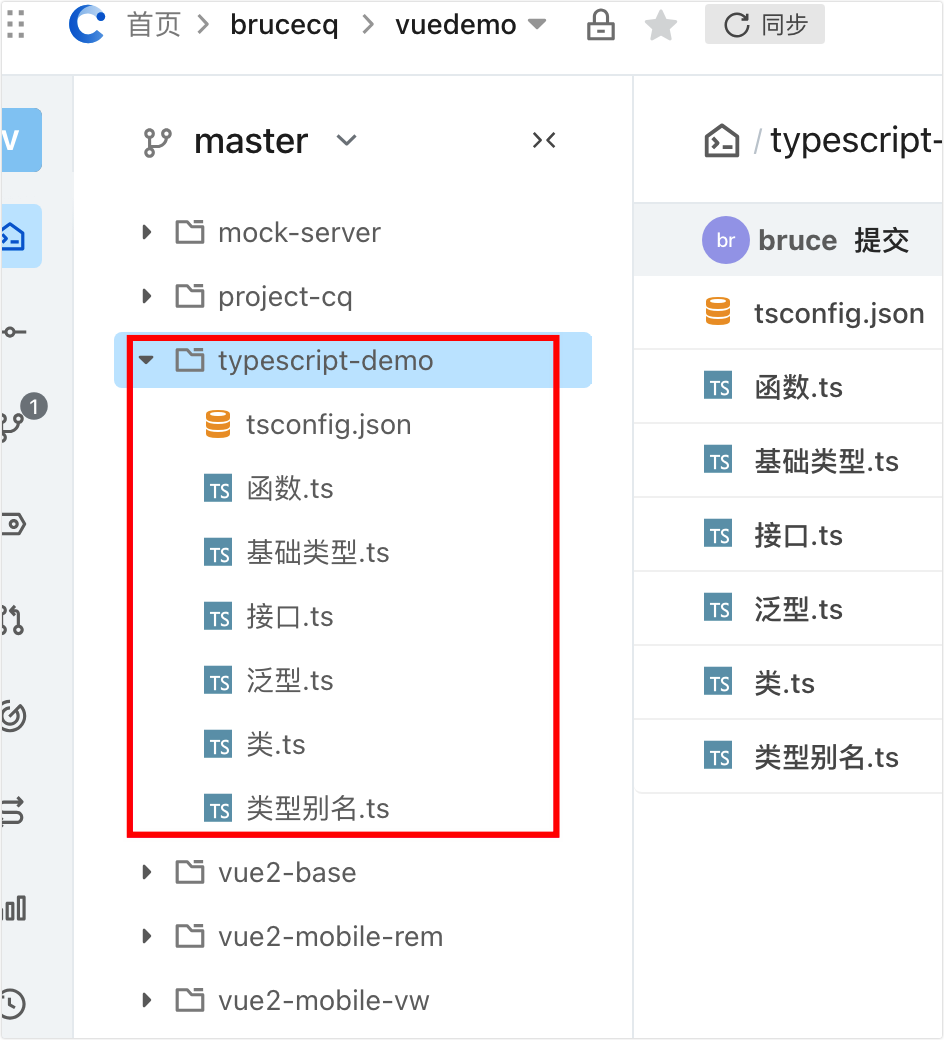 首页 > brucecq > vuedemo 同步
V
master
mock-server
project-cq
typescript-demo
tsconfig.json
TS 函数.ts
TS 基础类型.ts
TS 接口.ts
TS 泛型.ts
TS 类.ts
TS 类型别名.ts
vue2-base
vue2-mobile-rem
vue2-mobile-vw
1
/ typescript-
br bruce 提交
tsconfig.json
TS 函数.ts
TS 基础类型.ts
TS 接口.ts
TS 泛型.ts
TS 类.ts
TS 类型别名.ts